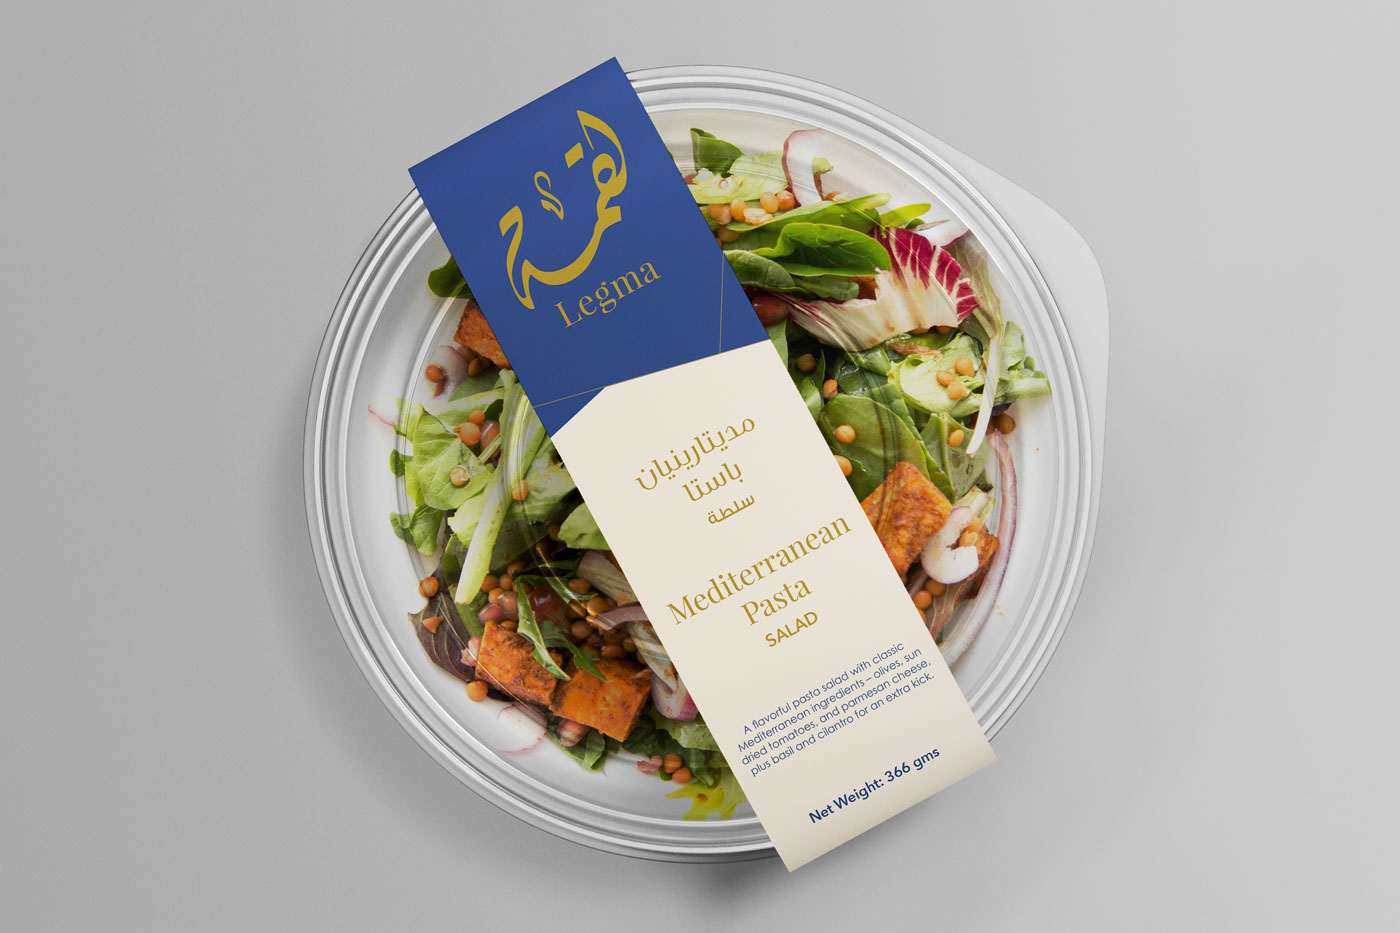 لقمة
Legma
مديتارينيان
باستا
سلطة
Mediterranean
Pasta
SALAD
A flavorful pasta salad with classic
Mediterranean ingredients – olives, sun
dried tomatoes, and parmesan cheese,
plus basil and cilantro for an extra kick.
Net Weight: 366 gms